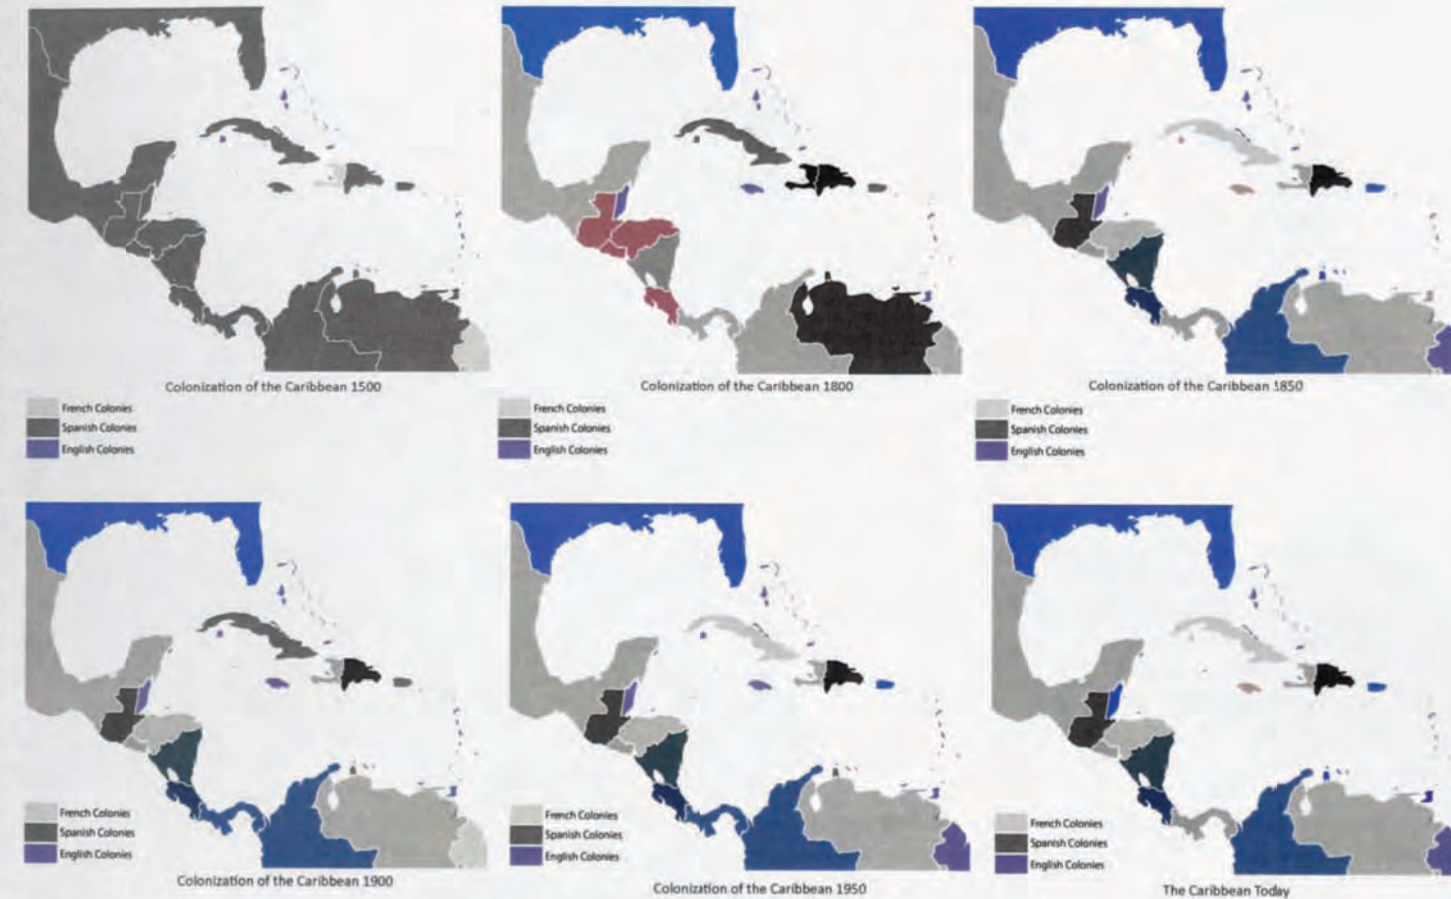 Colonization of the Caribbean 1500
French Colonies
Spanish Colonies
English Colonies
Colonization of the Caribbean 1800
French Colonies
Spanish Colonies
English Colonies
Colonization of the Caribbean 1850
French Colonies
Spanish Colonies
English Colonies
French Colonies
Spanish Colonies
English Colonies
Colonization of the Caribbean 1900
French Colonies
Spanish Colonies
English Colonies
Colonization of the Caribbean 1950
French Colonies
Spanish Colonies
English Colonies
The Caribbean Today